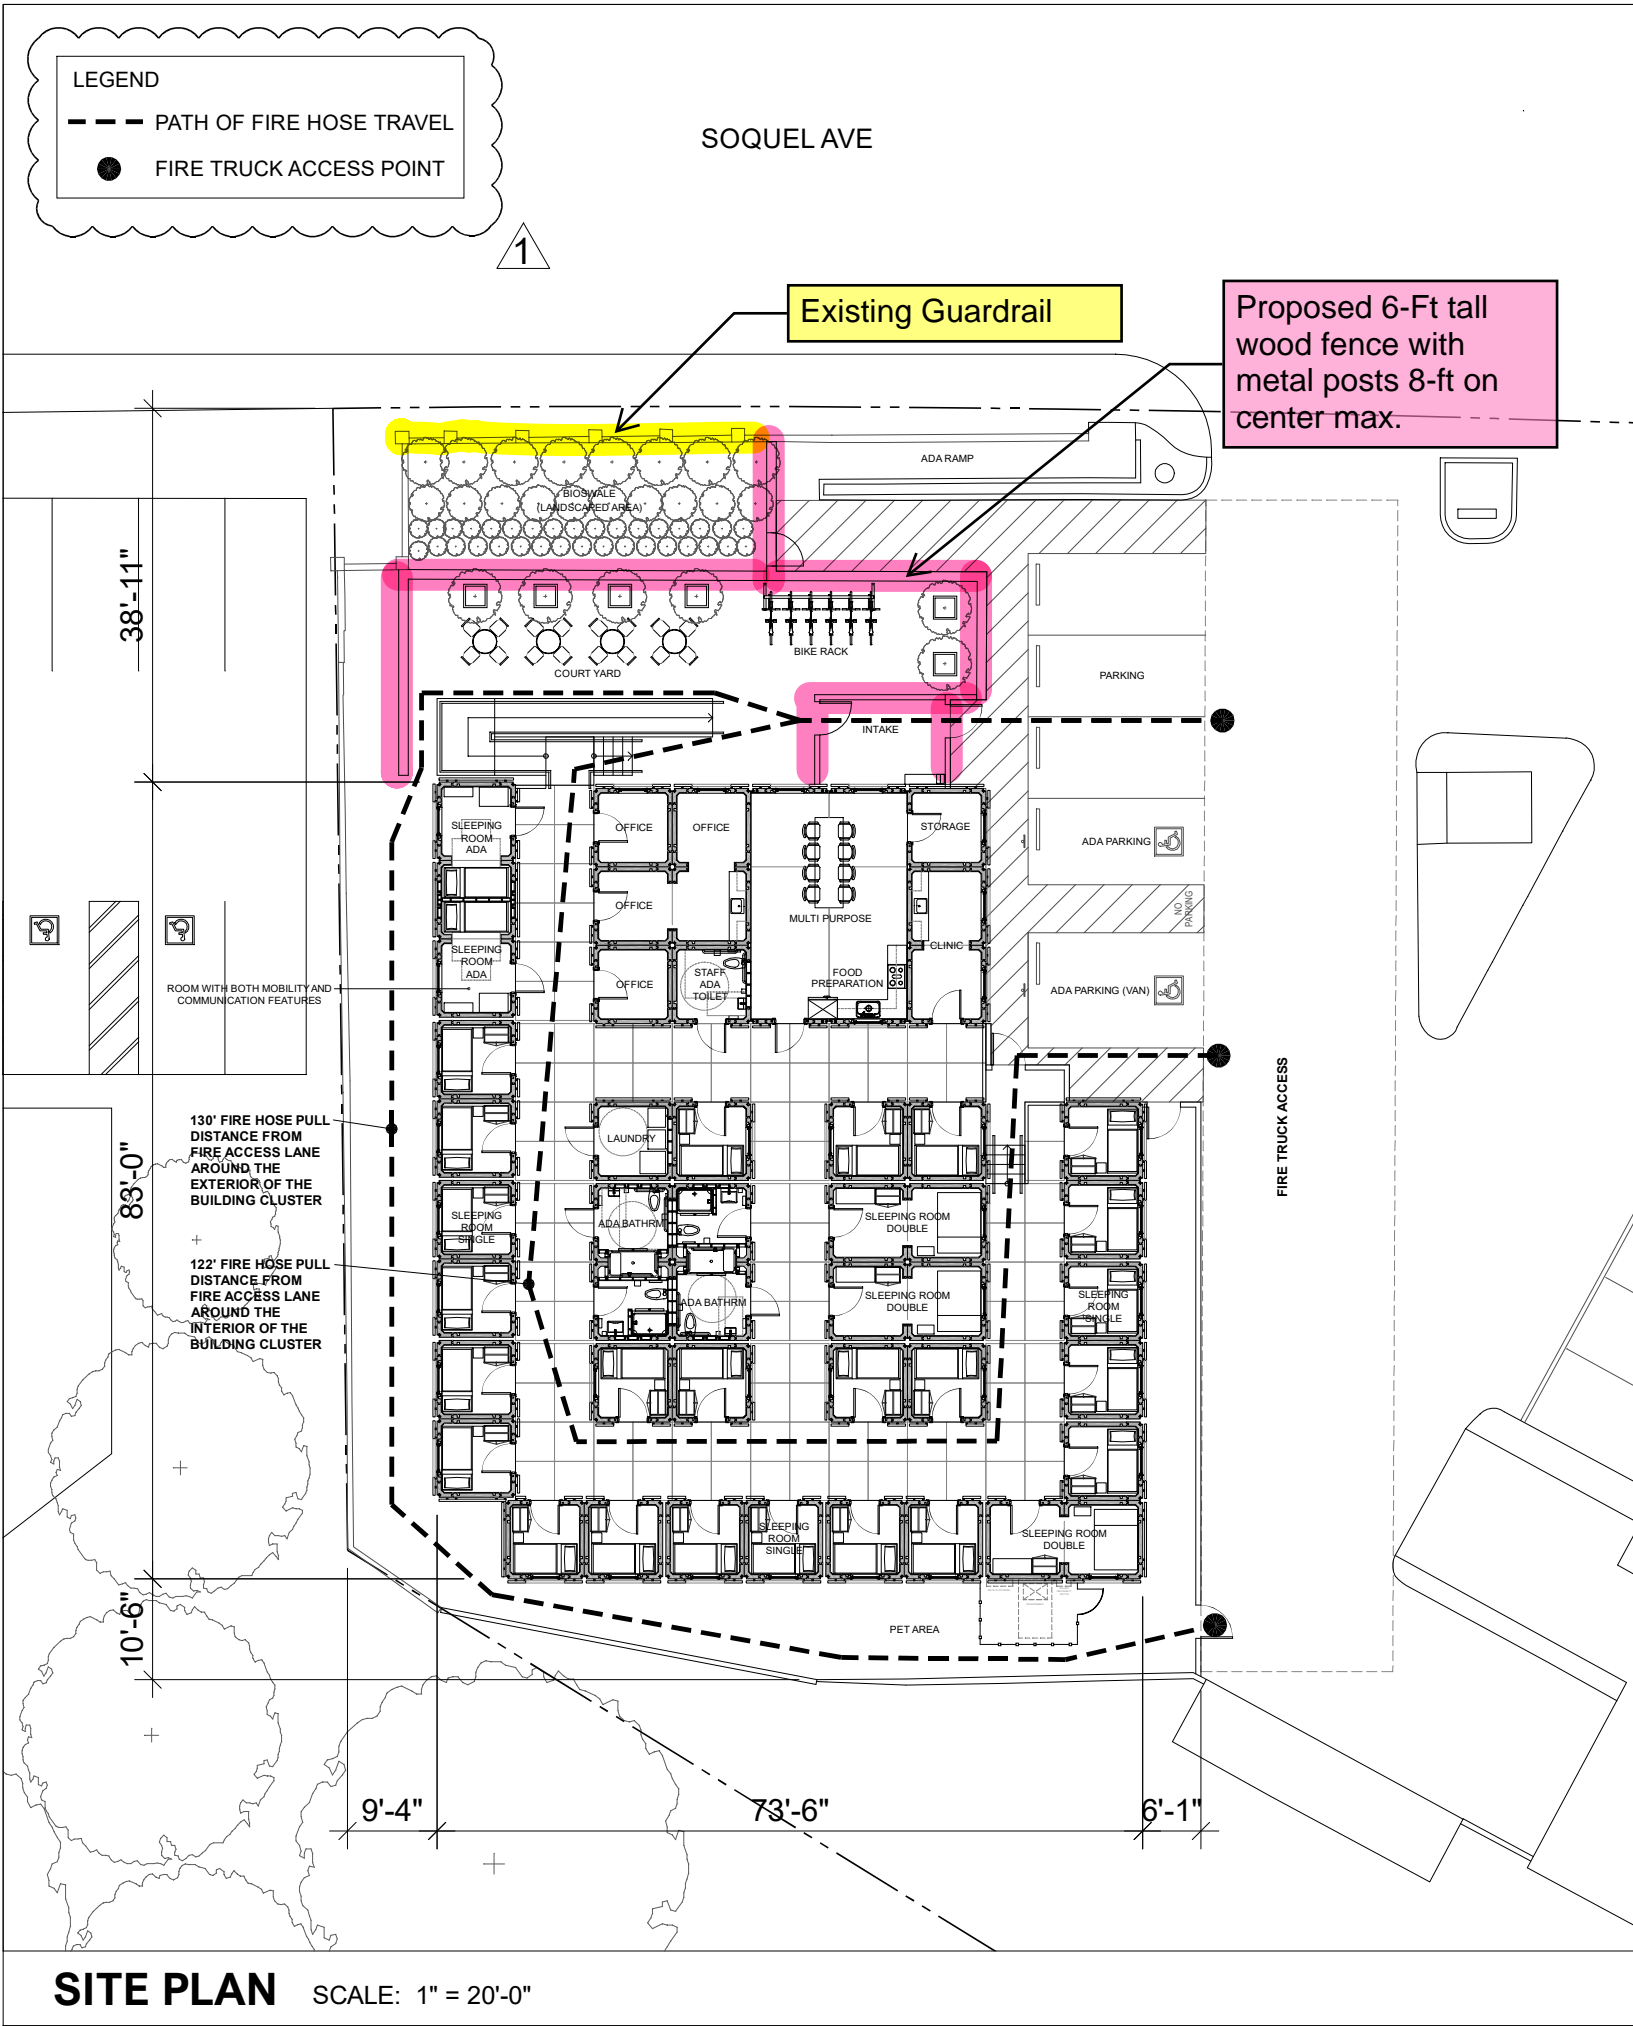 LEGEND
PATH OF FIRE HOSE TRAVEL
FIRE TRUCK ACCESS POINT
SOQUEL AVE
1
Existing Guardrail
Proposed 6-Ft tall
wood fence with
metal posts 8-ft on
center max.
ADA RAMP
BIOSWALE
(LANDSCAPED AREA)
38'-11"
BIKE RACK
COURT YARD
PARKING
INTAKE
SLEEPING
ROOM
ADA
OFFICE
OFFICE
STORAGE
ADA PARKING
OFFICE
MULTI PURPOSE
NO
PARKING
CLINIC
SLEEPING
ROOM
ADA
OFFICE
STAFF
ADA
TOILET
FOOD
PREPARATION
ADA PARKING (VAN)
ROOM WITH BOTH MOBILITY AND
COMMUNICATION FEATURES
FIRE TRUCK ACCESS
130' FIRE HOSE PULL
DISTANCE FROM
FIRE ACCESS LANE
AROUND THE
EXTERIOR OF THE
BUILDING CLUSTER
83'-0"
LAUNDRY
SLEEPING
ROOM
SINGLE
ADA BATHRM
SLEEPING ROOM
DOUBLE
122' FIRE HOSE PULL
DISTANCE FROM
FIRE ACCESS LANE
AROUND THE
INTERIOR OF THE
BUILDING CLUSTER
ADA BATHRM
SLEEPING ROOM
DOUBLE
SLEEPING
ROOM
SINGLE
SLEEPING
ROOM
SINGLE
SLEEPING ROOM
DOUBLE
10'-6"
PET AREA
9'-4"
73'-6"
6'-1"
SITE PLAN SCALE: 1" = 20'-0"